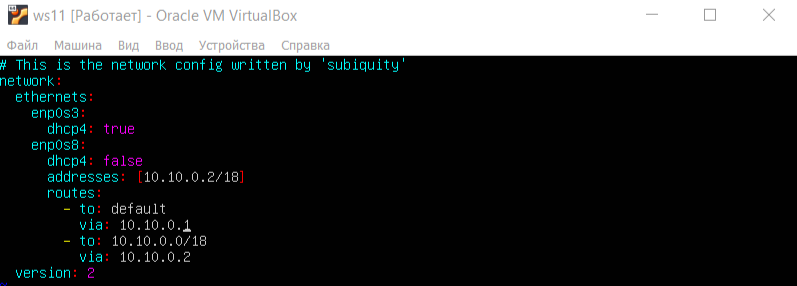 ws11 [Работает] - Oracle VM VirtualBox
Файл Машина Вид Ввод Устройства Справка
# This is the network config written by 'subiquity'
network:
  ethernets:
    enp0s3:
      dhcp4: true
    enp0s8:
      dhcp4: false
      addresses: [10.10.0.2/18]
      routes:
        - to: default
          via: 10.10.0.1
        - to: 10.10.0.0/18
          via: 10.10.0.2
  version: 2